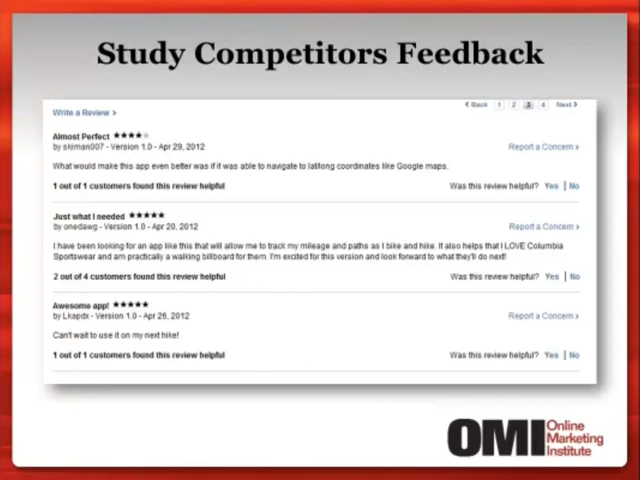 Study Competitors Feedback
Back 1 2 3 4 Next
Write a Review
Almost Perfect
by skiman007 - Version 1.0 - Apr 29, 2012
Report a Concern
What would make this app even better was if it was able to navigate to lat/long coordinates like Google maps.
1 out of 1 customers found this review helpful
Was this review helpful? Yes | No
Just what I needed
by onedawg - Version 1.0 - Apr 20, 2012
Report a Concern
I have been looking for an app like this that will allow me to track my mileage and paths as I bike and hike. It also helps that I LOVE Columbia
Sportswear and am practically a walking billboard for them. I'm excited for this version and look forward to what they'll do next!
2 out of 4 customers found this review helpful
Was this review helpful? Yes | No
Awesome app!
by Lkapdx - Version 1.0 - Apr 26, 2012
Report a Concern
Can't wait to use it on my next hike!
1 out of 1 customers found this review helpful
Was this review helpful? Yes | No
OMI Online
Marketing
Institute